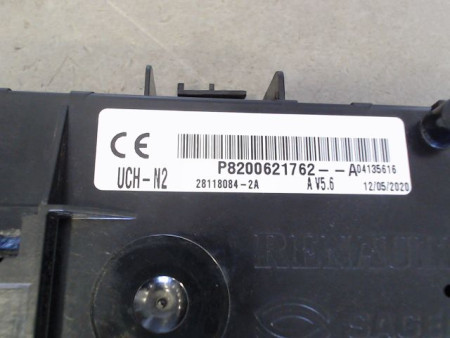 CE
P8200621762--A04135616
UCH-N2 28118084-2A A V5.6 12/05/2020
RENAULT